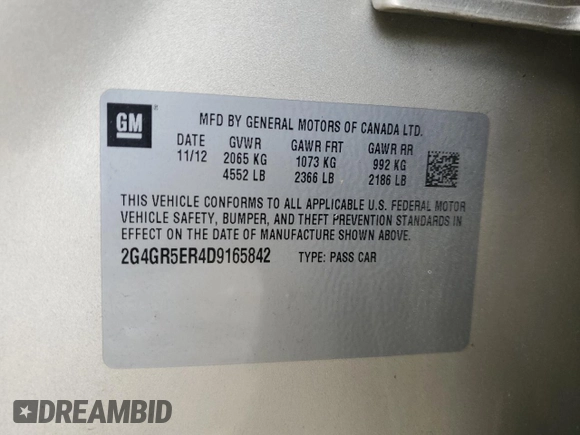 GM
MFD BY GENERAL MOTORS OF CANADA LTD.
DATE GVWR GAWR FRT GAWR RR
11/12 2065 KG 1073 KG 992 KG
4552 LB 2366 LB 2186 LB
THIS VEHICLE CONFORMS TO ALL APPLICABLE U.S. FEDERAL MOTOR
VEHICLE SAFETY, BUMPER, AND THEFT PREVENTION STANDARDS IN
EFFECT ON THE DATE OF MANUFACTURE SHOWN ABOVE.
2G4GR5ER4D9165842 TYPE: PASS CAR
DREAMBID